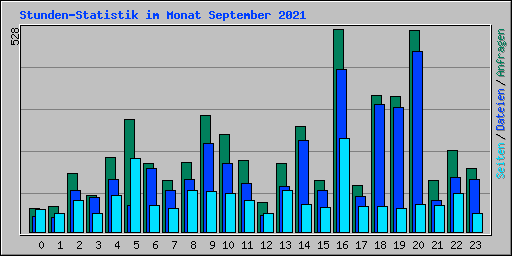 Stunden-Statistik im Monat September 2021
528
Seiten / Dateien / Anfragen
0 1 2 3 4 5 6 7 8 9 10 11 12 13 14 15 16 17 18 19 20 21 22 23